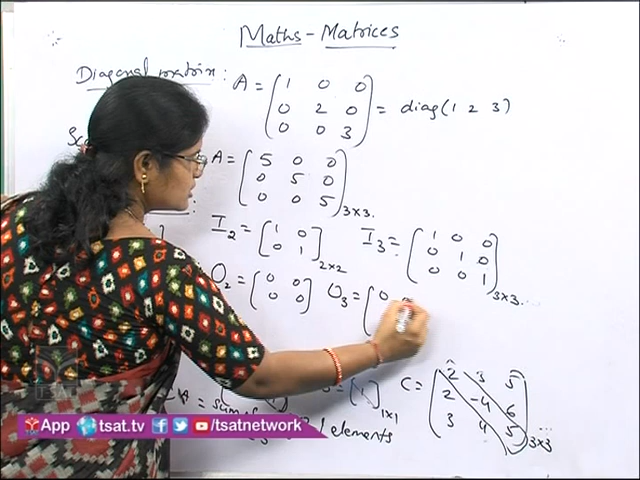 Maths - Matrices
Diagonal matrix :
A = ( 1 0 0
0 2 0
0 0 3 ) = diag(1 2 3)
A = ( 5 0 0
0 5 0
0 0 5 ) 3×3.
I2 = [ 1 0
0 1 ] 2×2
I3 = [ 1 0 0
0 1 0
0 0 1 ] 3×3.
O2 = [ 0 0
0 0 ]
O3 = [ 0
= [1] 1×1
C = ( 2 3 5
2 -4 6
3 4 5 ) 3×3
= sum of
elements
App tsat.tv /tsatnetwork